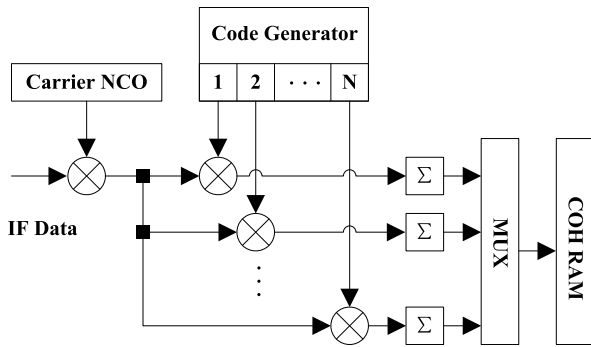 Code Generator
1 2 · · · N
Carrier NCO
IF Data
Σ
Σ
Σ
MUX
COH RAM